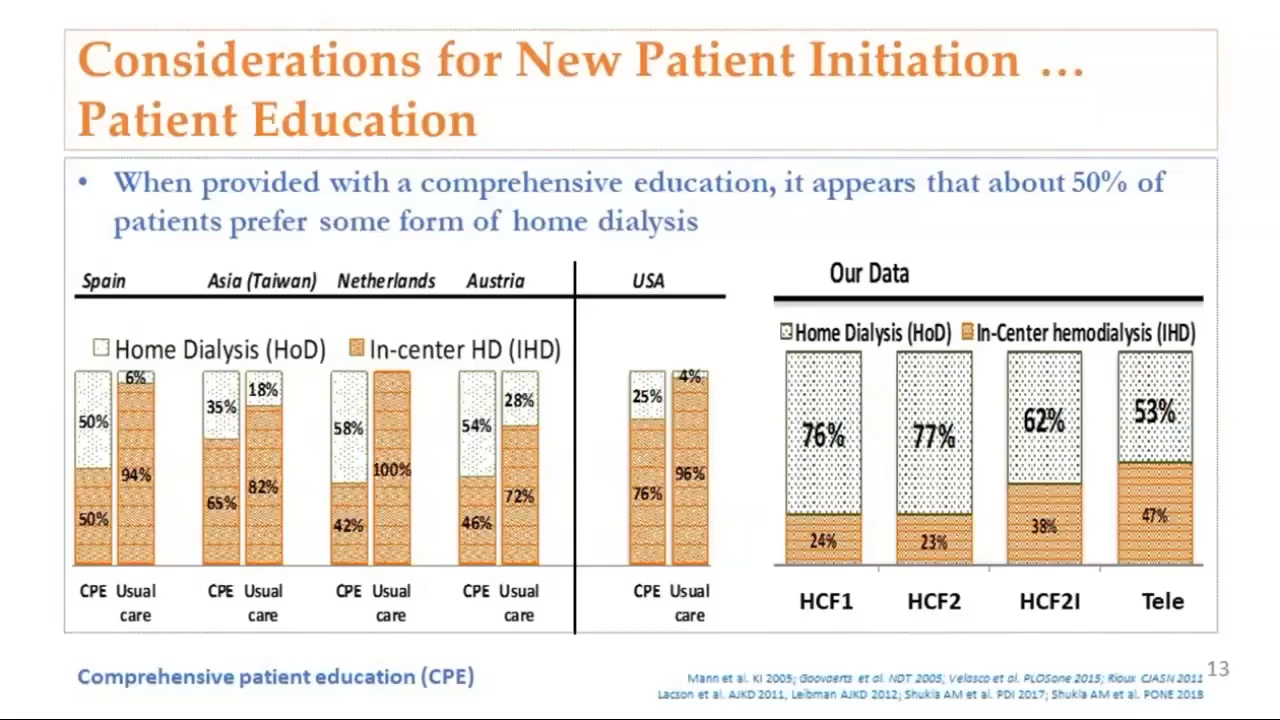 Considerations for New Patient Initiation ...
Patient Education
• When provided with a comprehensive education, it appears that about 50% of
patients prefer some form of home dialysis
Spain Asia (Taiwan) Netherlands Austria USA
Home Dialysis (HoD) In-center HD (IHD)
50% 6% 35% 18% 58% 100% 54% 28% 25% 4%
50% 94% 65% 82% 42% 46% 72% 76% 96%
CPE Usual care CPE Usual care CPE Usual care CPE Usual care CPE Usual care
Our Data
Home Dialysis (HoD) In-Center hemodialysis (IHD)
76% 77% 62% 53%
24% 23% 38% 47%
HCF1 HCF2 HCF2I Tele
Comprehensive patient education (CPE)
Mann et al. KI 2005; Goovaerts et al. NDT 2005; Velasco et al. PLOSone 2015; Rioux CJASN 2011
Lacson et al. AJKD 2011, Leibman AJKD 2012; Shukla AM et al. PDI 2017; Shukla AM et al. PONE 2018
13